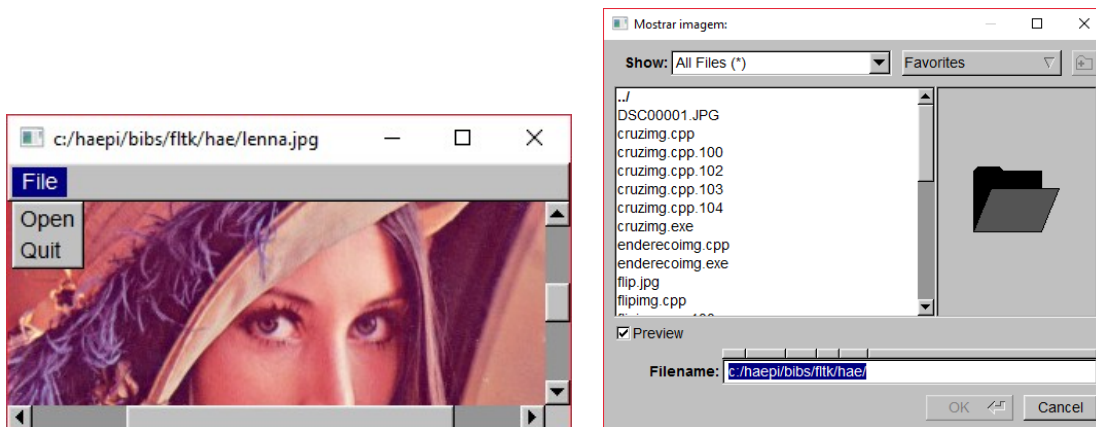 c:/haepi/bibs/fltk/hae/lenna.jpg
File
Open
Quit
Mostrar imagem:
Show: All Files (*) Favorites
../
DSC00001.JPG
cruzimg.cpp
cruzimg.cpp.100
cruzimg.cpp.102
cruzimg.cpp.103
cruzimg.cpp.104
cruzimg.exe
enderecoimg.cpp
enderecoimg.exe
flip.jpg
flipimg.cpp
Preview
Filename: c:/haepi/bibs/fltk/hae/
OK Cancel